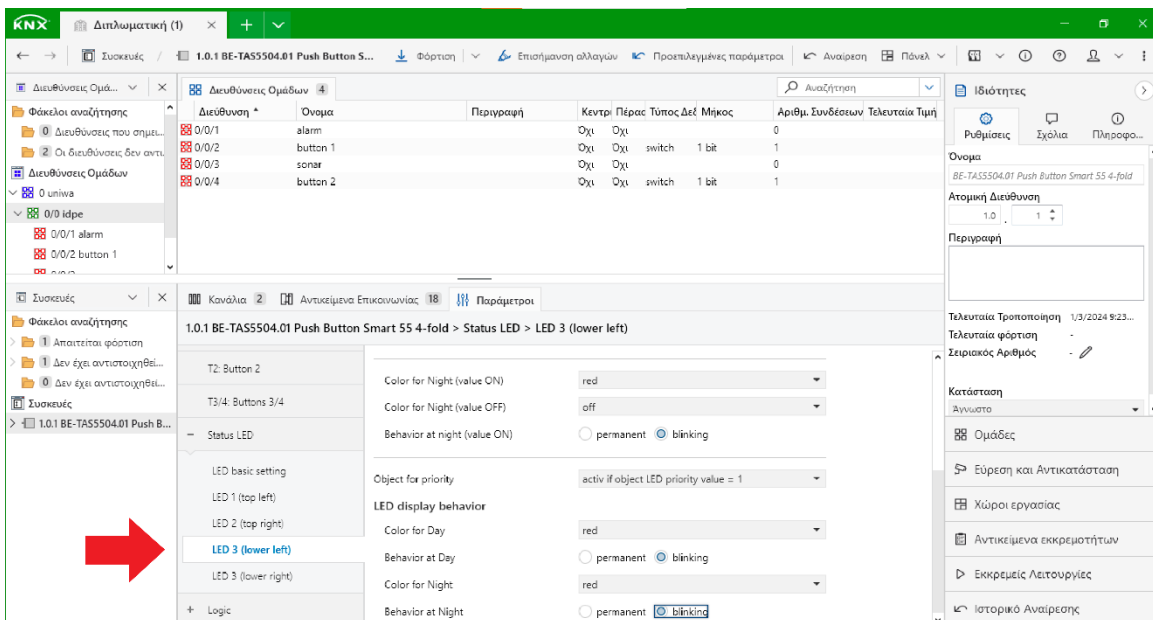 KNX Διπλωματική (1)
Συσκευές / 1.0.1 BE-TAS5504.01 Push Button S... Φόρτιση Επισήμανση αλλαγών Προεπιλεγμένες παράμετροι Αναίρεση Πάνελ
Διευθύνσεις Ομά...
Φάκελοι αναζήτησης
0 Διευθύνσεις που σημει...
2 Οι διευθύνσεις δεν αντι...
Διευθύνσεις Ομάδων
0 uniwa
0/0 idpe
0/0/1 alarm
0/0/2 button 1
Διευθύνσεις Ομάδων 4 Αναζήτηση
Διεύθυνση Όνομα Περιγραφή Κεντρι Πέρας Τύπος Δεδ Μήκος Αριθμ. Συνδέσεων Τελευταία Τιμή
0/0/1 alarm Όχι Όχι 0
0/0/2 button 1 Όχι Όχι switch 1 bit 1
0/0/3 sonar Όχι Όχι 0
0/0/4 button 2 Όχι Όχι switch 1 bit 1
Συσκευές
Φάκελοι αναζήτησης
1 Απαιτείται φόρτιση
1 Δεν έχει αντιστοιχηθεί...
0 Δεν έχει αντιστοιχηθεί...
Συσκευές
1.0.1 BE-TAS5504.01 Push B...
Κανάλια 2 Αντικείμενα Επικοινωνίας 18 Παράμετροι
1.0.1 BE-TAS5504.01 Push Button Smart 55 4-fold > Status LED > LED 3 (lower left)
T2: Button 2
T3/4: Buttons 3/4
Status LED
LED basic setting
LED 1 (top left)
LED 2 (top right)
LED 3 (lower left)
LED 3 (lower right)
+ Logic
Color for Night (value ON) red
Color for Night (value OFF) off
Behavior at night (value ON) permanent blinking
Object for priority activ if object LED priority value = 1
LED display behavior
Color for Day red
Behavior at Day permanent blinking
Color for Night red
Behavior at Night permanent blinking
Ιδιότητες
Ρυθμίσεις Σχόλια Πληροφο...
Όνομα
BE-TAS5504.01 Push Button Smart 55 4-fold
Ατομική Διεύθυνση
1.0 . 1
Περιγραφή
Τελευταία Τροποποίηση 1/3/2024 9:23...
Τελευταία φόρτιση -
Σειριακός Αριθμός -
Κατάσταση
Άγνωστο
Ομάδες
Εύρεση και Αντικατάσταση
Χώροι εργασίας
Αντικείμενα εκκρεμοτήτων
Εκκρεμείς Λειτουργίες
Ιστορικό Αναίρεσης